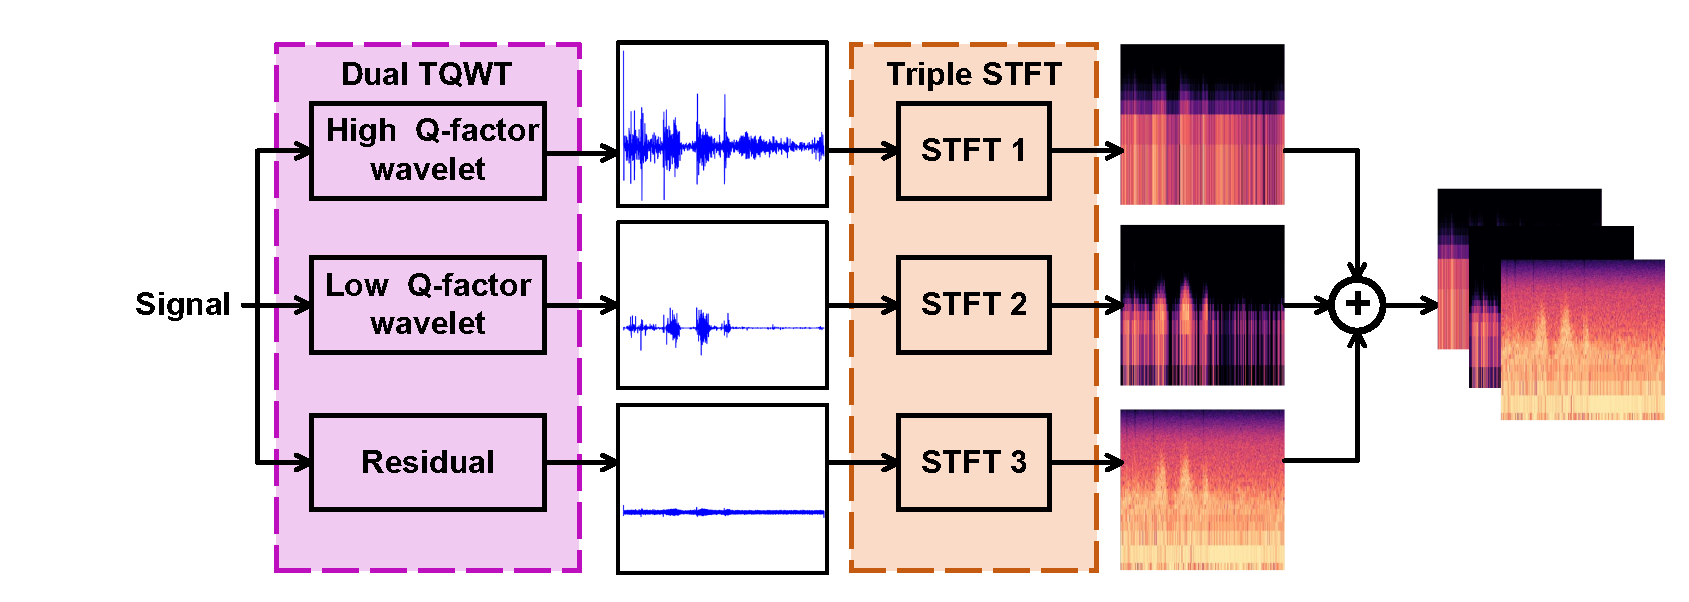 Dual TQWT
High Q-factor
wavelet
Low Q-factor
wavelet
Residual
Signal
Triple STFT
STFT 1
STFT 2
STFT 3
+